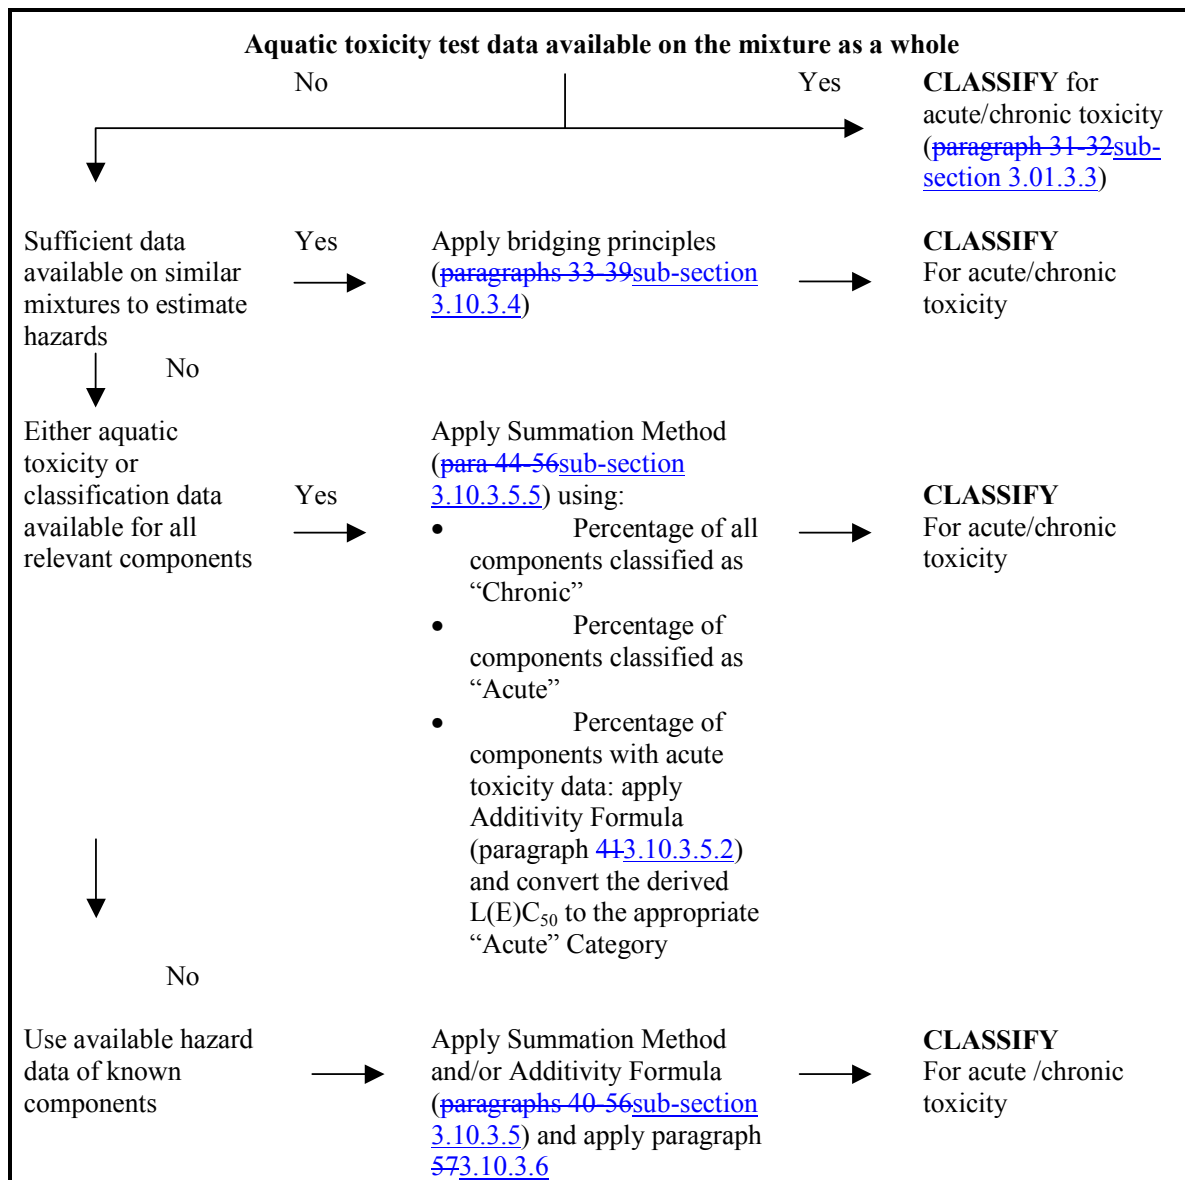 Aquatic toxicity test data available on the mixture as a whole
No
Yes
CLASSIFY for
acute/chronic toxicity
(paragraph 31-32sub-
section 3.01.3.3)
Sufficient data
available on similar
mixtures to estimate
hazards
Yes
Apply bridging principles
(paragraphs 33-39sub-section
3.10.3.4)
CLASSIFY
For acute/chronic
toxicity
No
Either aquatic
toxicity or
classification data
available for all
relevant components
Yes
Apply Summation Method
(para 44-56sub-section
3.10.3.5.5) using:
• Percentage of all
components classified as
“Chronic”
• Percentage of
components classified as
“Acute”
• Percentage of
components with acute
toxicity data: apply
Additivity Formula
(paragraph 413.10.3.5.2)
and convert the derived
L(E)C50 to the appropriate
“Acute” Category
CLASSIFY
For acute/chronic
toxicity
No
Use available hazard
data of known
components
Apply Summation Method
and/or Additivity Formula
(paragraphs 40-56sub-section
3.10.3.5) and apply paragraph
573.10.3.6
CLASSIFY
For acute /chronic
toxicity